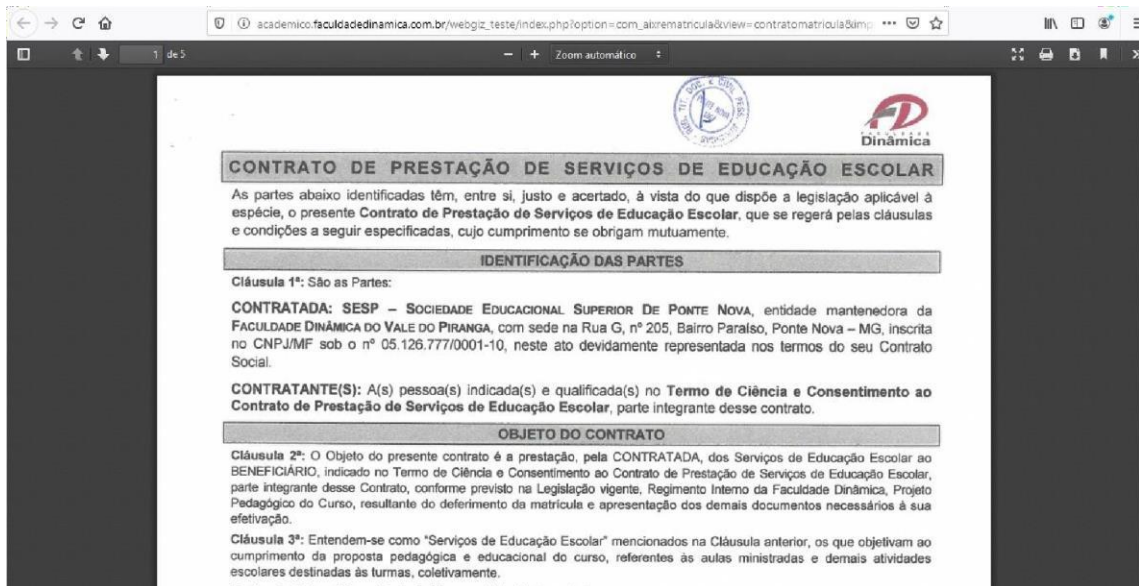 academico.faculdadedinamica.com.br/webgiz_teste/index.php?option=com_aixrematricula&view=contratomatricula&imp
1 de 5
Zoom automático
FD
FACULDADE
Dinâmica
CONTRATO DE PRESTAÇÃO DE SERVIÇOS DE EDUCAÇÃO ESCOLAR
As partes abaixo identificadas têm, entre si, justo e acertado, à vista do que dispõe a legislação aplicável à
espécie, o presente Contrato de Prestação de Serviços de Educação Escolar, que se regerá pelas cláusulas
e condições a seguir especificadas, cujo cumprimento se obrigam mutuamente.
IDENTIFICAÇÃO DAS PARTES
Cláusula 1ª: São as Partes:
CONTRATADA: SESP – SOCIEDADE EDUCACIONAL SUPERIOR DE PONTE NOVA, entidade mantenedora da
FACULDADE DINÂMICA DO VALE DO PIRANGA, com sede na Rua G, nº 205, Bairro Paraíso, Ponte Nova – MG, inscrita
no CNPJ/MF sob o nº 05.126.777/0001-10, neste ato devidamente representada nos termos do seu Contrato
Social.
CONTRATANTE(S): A(s) pessoa(s) indicada(s) e qualificada(s) no Termo de Ciência e Consentimento ao
Contrato de Prestação de Serviços de Educação Escolar, parte integrante desse contrato.
OBJETO DO CONTRATO
Cláusula 2ª: O Objeto do presente contrato é a prestação, pela CONTRATADA, dos Serviços de Educação Escolar ao
BENEFICIÁRIO, indicado no Termo de Ciência e Consentimento ao Contrato de Prestação de Serviços de Educação Escolar,
parte integrante desse Contrato, conforme previsto na Legislação vigente, Regimento Interno da Faculdade Dinâmica, Projeto
Pedagógico do Curso, resultante do deferimento da matrícula e apresentação dos demais documentos necessários à sua
efetivação.
Cláusula 3ª: Entendem-se como "Serviços de Educação Escolar" mencionados na Cláusula anterior, os que objetivam ao
cumprimento da proposta pedagógica e educacional do curso, referentes às aulas ministradas e demais atividades
escolares destinadas às turmas, coletivamente.